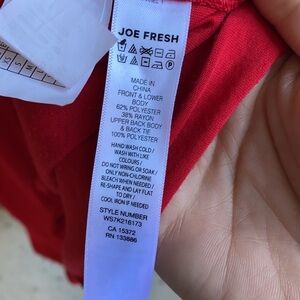 JOE FRESH
MADE IN
CHINA
FRONT & LOWER
BODY
62% POLYESTER
38% RAYON
UPPER BACK BODY
& BACK TIE
100% POLYESTER
HAND WASH COLD /
WASH WITH LIKE
COLOURS /
DO NOT WRING OR SOAK /
ONLY NON-CHLORINE
BLEACH WHEN NEEDED /
RE-SHAPE AND LAY FLAT
TO DRY /
COOL IRON IF NEEDED
STYLE NUMBER
WS7K216173
CA 15372
RN 133886